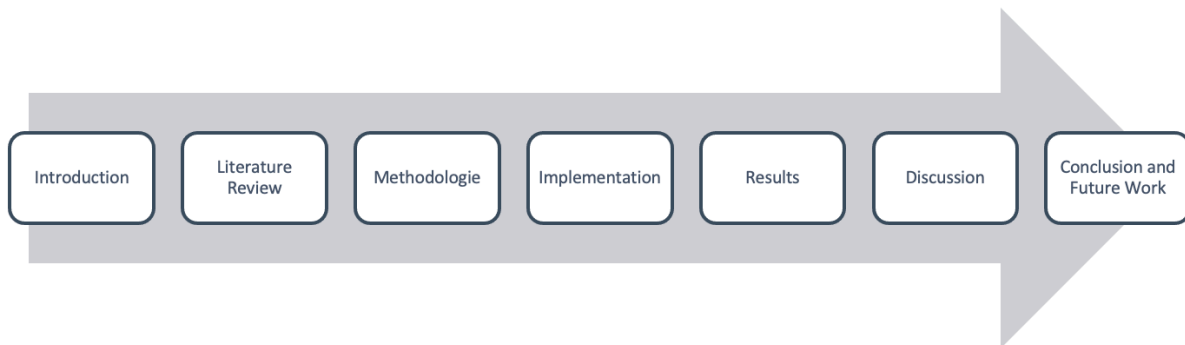 Introduction
Literature
Review
Methodologie
Implementation
Results
Discussion
Conclusion and
Future Work